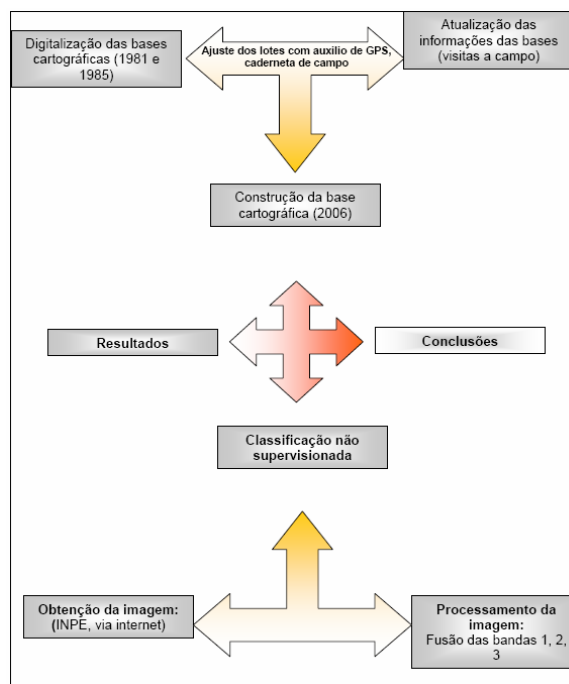 Digitalização das bases
cartográficas (1981 e
1985)
Ajuste dos lotes com auxilio de GPS,
caderneta de campo
Atualização das
informações das bases
(visitas a campo)
Construção da base
cartográfica (2006)
Resultados
Conclusões
Classificação não
supervisionada
Obtenção da imagem:
(INPE, via internet)
Processamento da
imagem:
Fusão das bandas 1, 2,
3